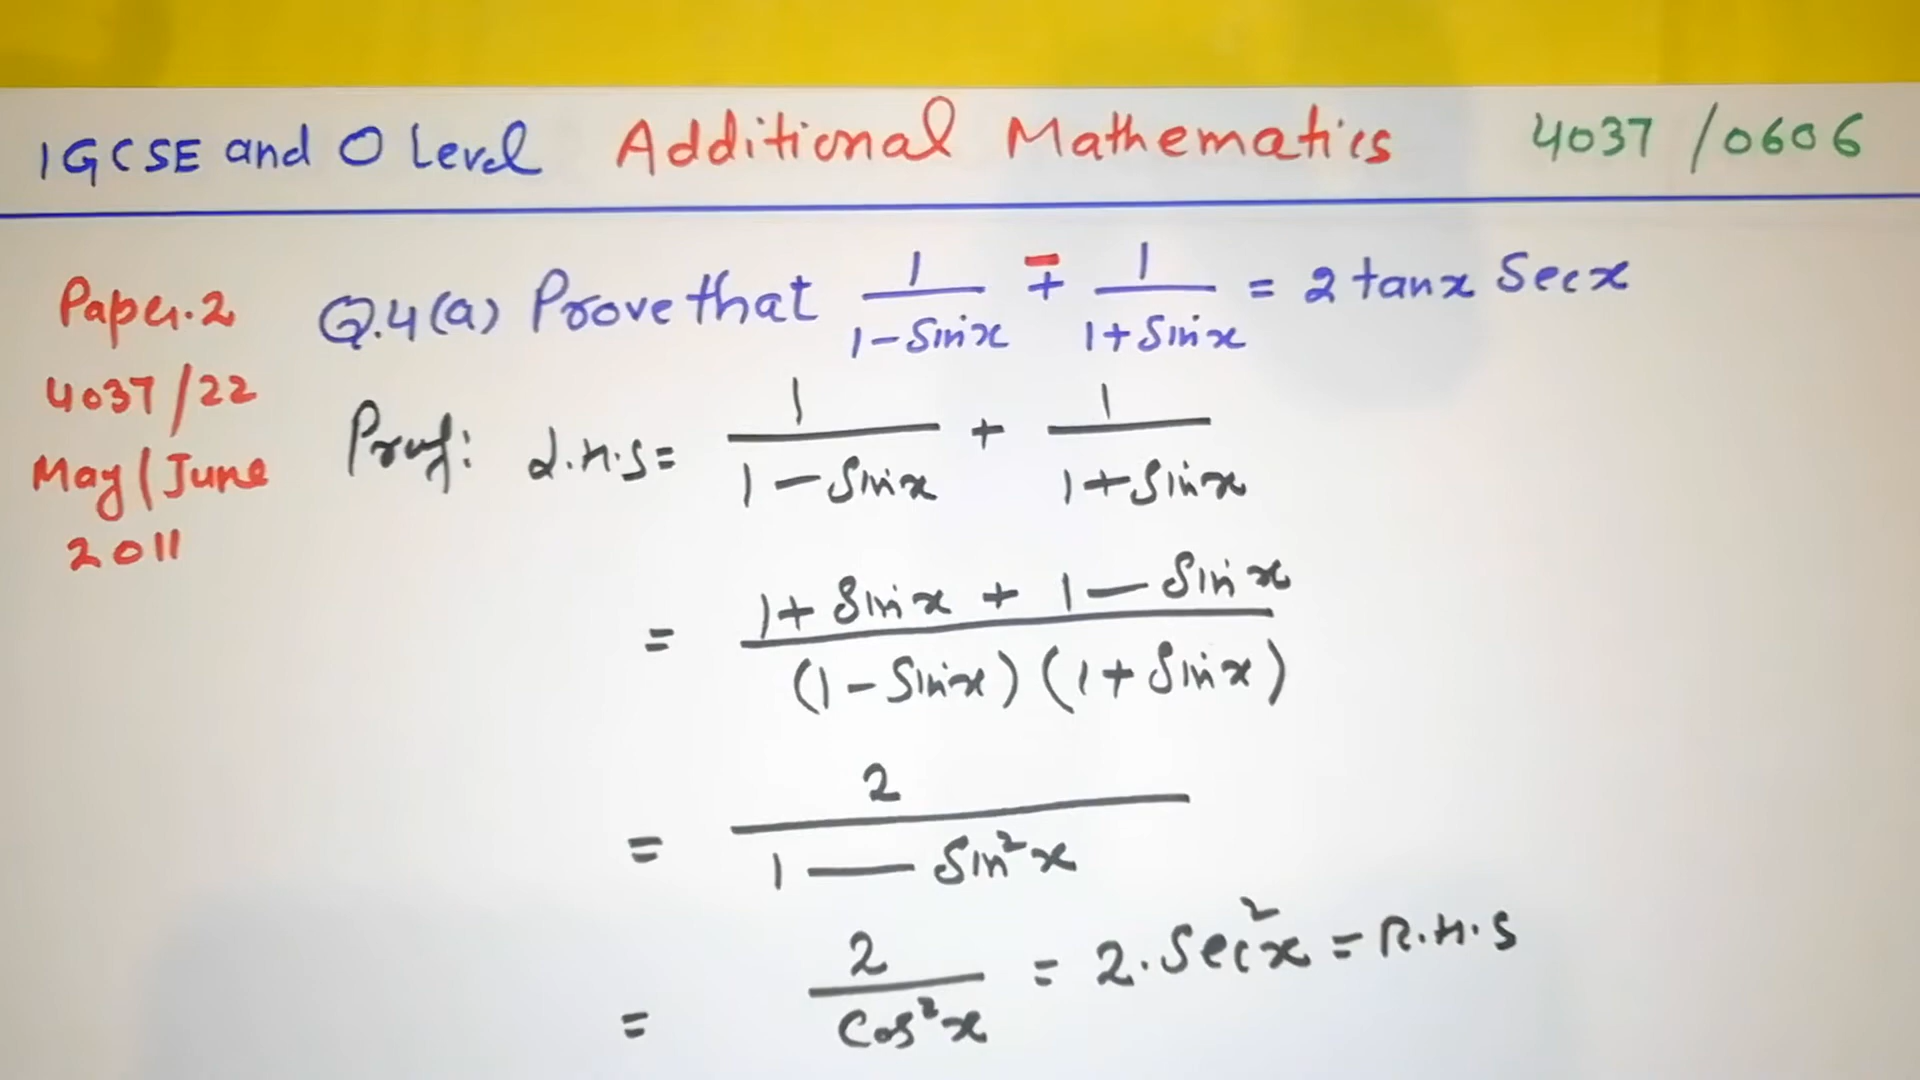 IGCSE and O Level Additional Mathematics 4037 /0606
Paper.2
4037/22
May/June
2011
Q.4(a) Prove that 1/(1-Sinx) ∓ 1/(1+Sinx) = 2 tanx Secx
Proof: L.H.S = 1/(1-Sinx) + 1/(1+Sinx)
= (1+Sinx + 1-Sinx)/((1-Sinx)(1+Sinx))
= 2/(1-Sin²x)
= 2/Cos²x = 2.Sec²x = R.H.S